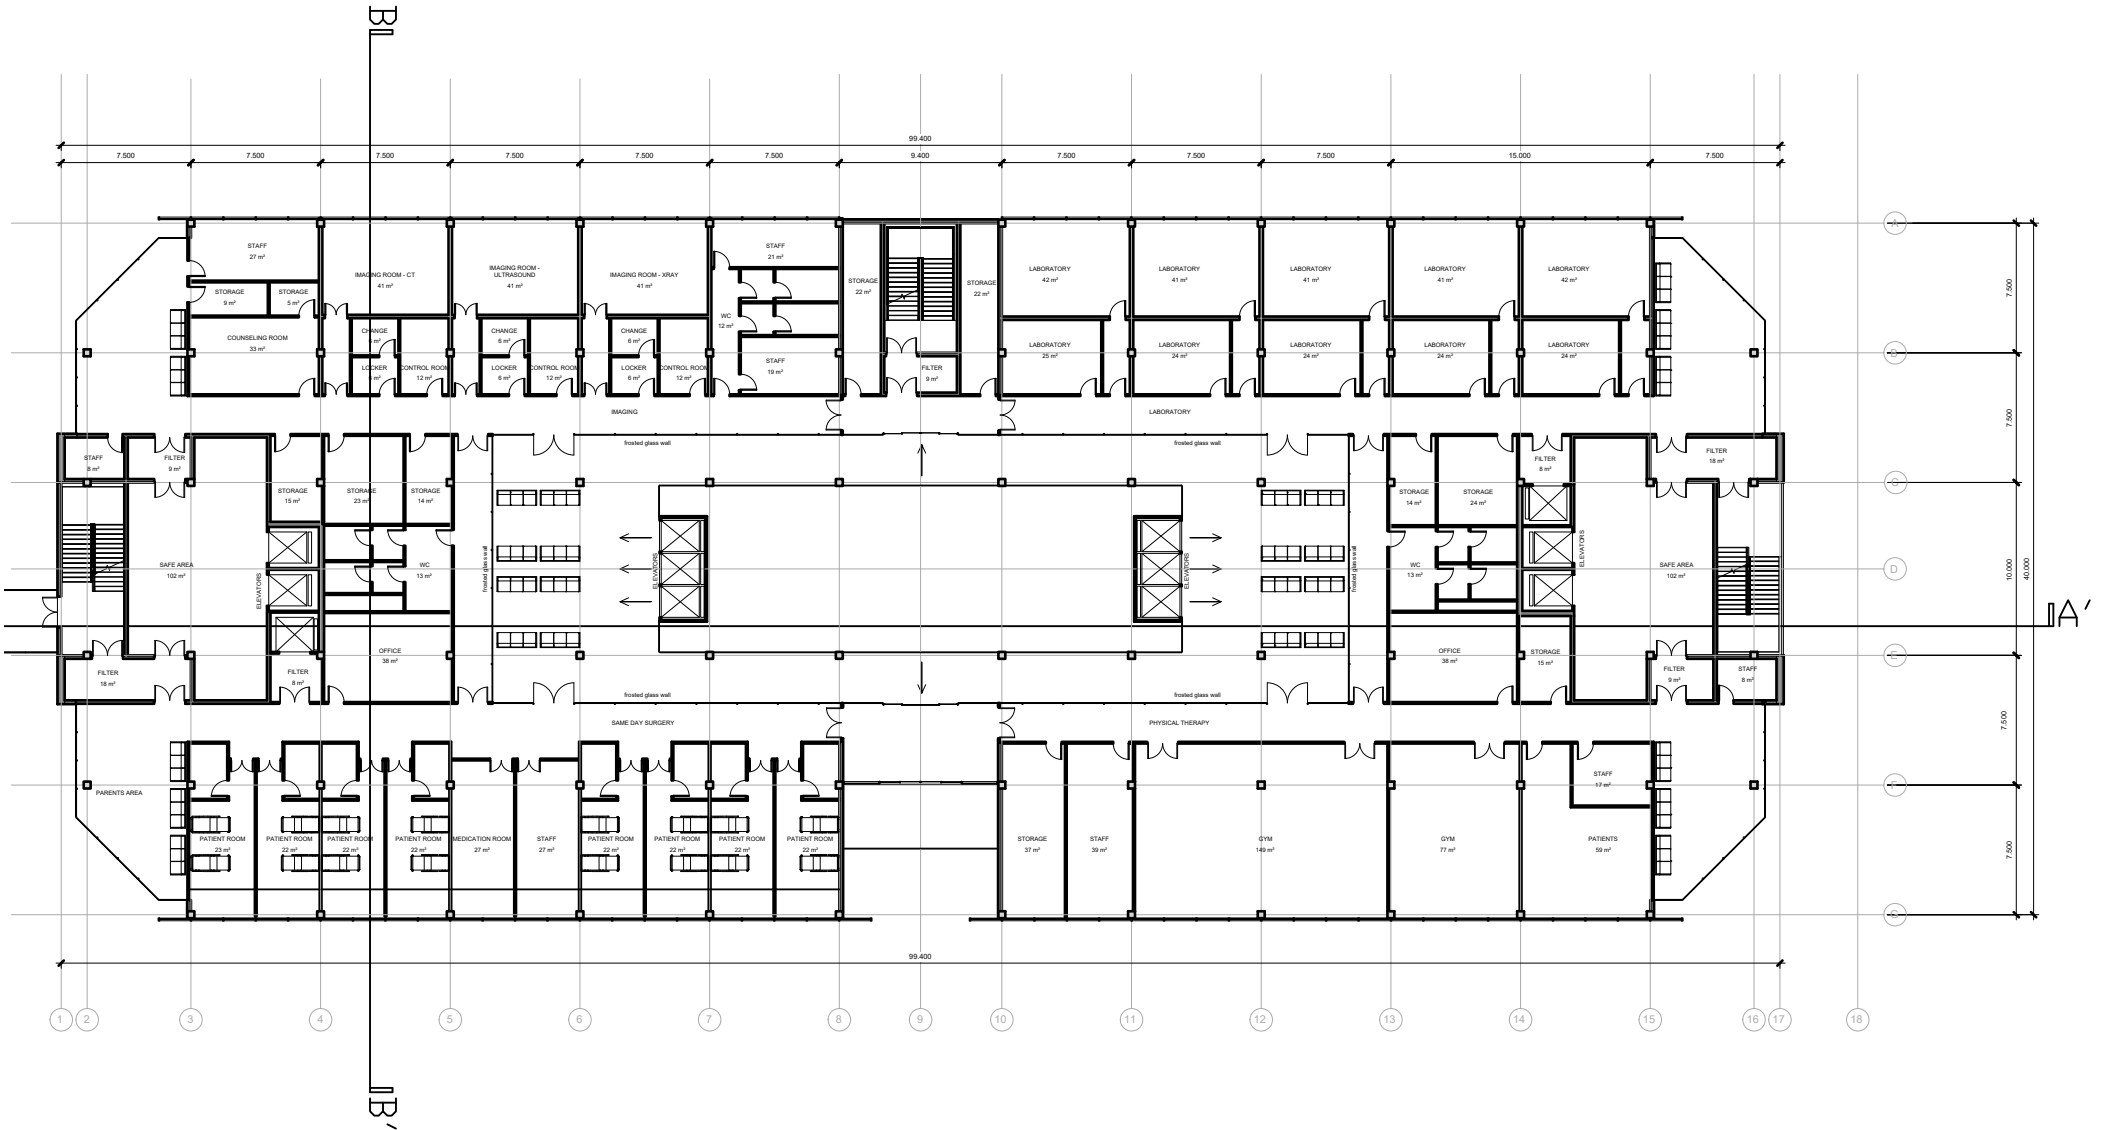 B
99.400
7.500
7.500
7.500
7.500
7.500
7.500
9.400
7.500
7.500
7.500
15.000
7.500
A
STAFF
27 m²
STORAGE
9 m²
STORAGE
5 m²
COUNSELING ROOM
33 m²
IMAGING ROOM - CT
41 m²
IMAGING ROOM -
ULTRASOUND
41 m²
IMAGING ROOM - XRAY
41 m²
STAFF
21 m²
WC
12 m²
STAFF
19 m²
CHANGE
6 m²
LOCKER
6 m²
CONTROL ROOM
12 m²
CHANGE
6 m²
LOCKER
6 m²
CONTROL ROOM
12 m²
CHANGE
6 m²
LOCKER
6 m²
CONTROL ROOM
12 m²
STORAGE
22 m²
STORAGE
22 m²
FILTER
9 m²
LABORATORY
42 m²
LABORATORY
41 m²
LABORATORY
41 m²
LABORATORY
41 m²
LABORATORY
42 m²
LABORATORY
25 m²
LABORATORY
24 m²
LABORATORY
24 m²
LABORATORY
24 m²
LABORATORY
24 m²
7.500
B
IMAGING
LABORATORY
7.500
frosted glass wall
frosted glass wall
STAFF
8 m²
FILTER
9 m²
STORAGE
15 m²
STORAGE
23 m²
STORAGE
14 m²
STORAGE
14 m²
STORAGE
24 m²
FILTER
8 m²
FILTER
18 m²
C
SAFE AREA
102 m²
ELEVATORS
WC
13 m²
frosted glass wall
ELEVATORS
ELEVATORS
frosted glass wall
WC
13 m²
ELEVATORS
SAFE AREA
102 m²
D
10.000
40.000
A'
FILTER
18 m²
FILTER
8 m²
OFFICE
38 m²
OFFICE
38 m²
STORAGE
15 m²
FILTER
9 m²
STAFF
8 m²
E
frosted glass wall
frosted glass wall
SAME DAY SURGERY
PHYSICAL THERAPY
7.500
PARENTS AREA
STAFF
17 m²
F
PATIENT ROOM
23 m²
PATIENT ROOM
22 m²
PATIENT ROOM
22 m²
PATIENT ROOM
22 m²
MEDICATION ROOM
27 m²
STAFF
27 m²
PATIENT ROOM
22 m²
PATIENT ROOM
22 m²
PATIENT ROOM
22 m²
PATIENT ROOM
22 m²
STORAGE
37 m²
STAFF
39 m²
GYM
149 m²
GYM
77 m²
PATIENTS
59 m²
7.500
G
99.400
1 2 3 4 5 6 7 8 9 10 11 12 13 14 15 16 17 18
B'